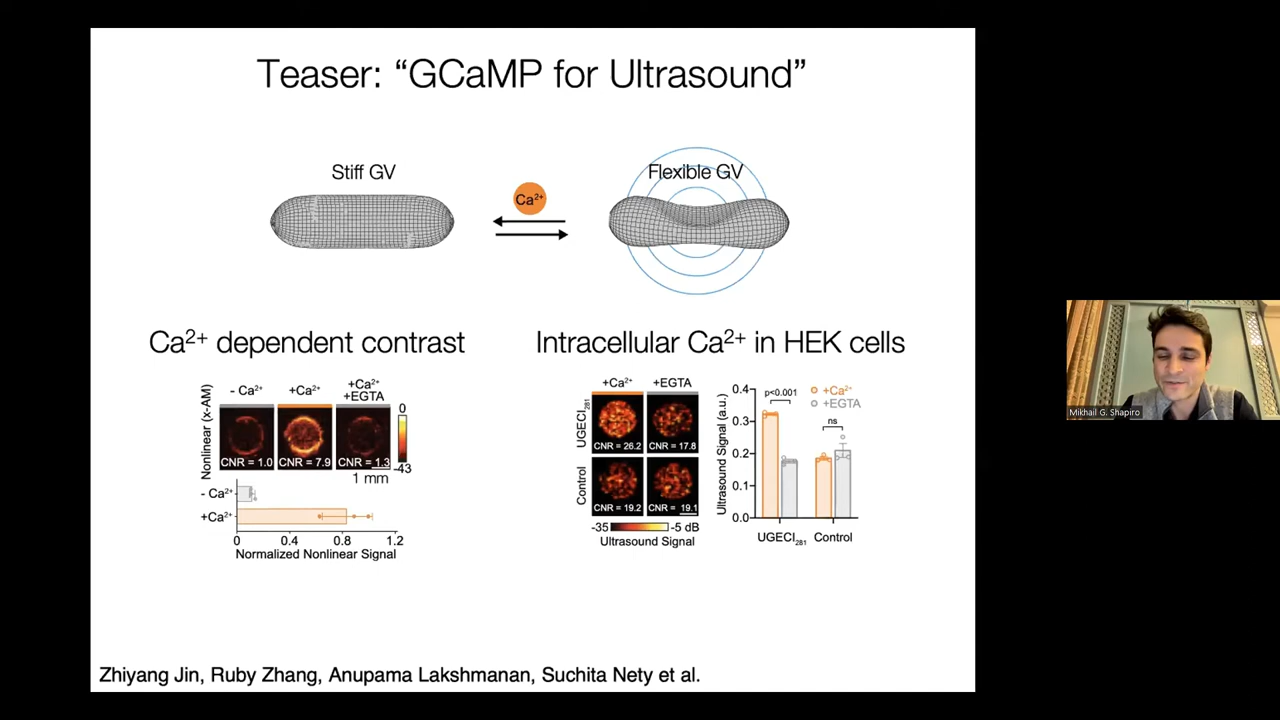 Teaser: “GCaMP for Ultrasound”
Stiff GV
Ca²⁺
Flexible GV
Ca²⁺ dependent contrast
Nonlinear (x-AM)
- Ca²⁺
+Ca²⁺
+Ca²⁺
+EGTA
CNR = 1.0
CNR = 7.9
CNR = 1.3
0
-43
1 mm
- Ca²⁺
+Ca²⁺
0
0.4
0.8
1.2
Normalized Nonlinear Signal
Intracellular Ca²⁺ in HEK cells
+Ca²⁺
+EGTA
UGECI₂₈₁
CNR = 26.2
CNR = 17.8
Control
CNR = 19.2
CNR = 19.1
-35
-5 dB
Ultrasound Signal
Ultrasound Signal (a.u.)
0.4
0.3
0.2
0.1
0.0
p<0.001
ns
+Ca²⁺
+EGTA
UGECI₂₈₁
Control
Zhiyang Jin, Ruby Zhang, Anupama Lakshmanan, Suchita Nety et al.
Mikhail G. Shapiro